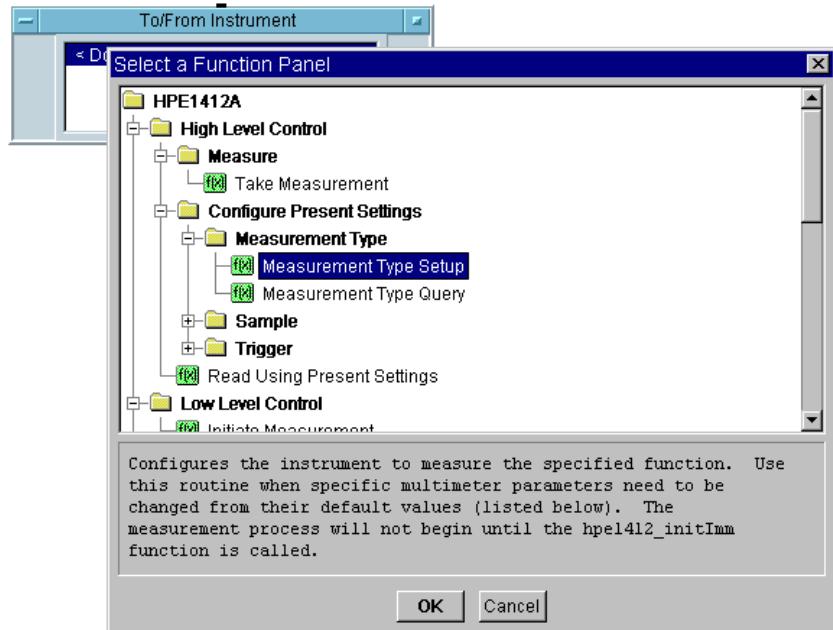 To/From Instrument
< Do
Select a Function Panel
HPE1412A
High Level Control
Measure
f(x) Take Measurement
Configure Present Settings
Measurement Type
f(x) Measurement Type Setup
f(x) Measurement Type Query
Sample
Trigger
f(x) Read Using Present Settings
Low Level Control
f(x) Initiate Measurement
Configures the instrument to measure the specified function. Use
this routine when specific multimeter parameters need to be
changed from their default values (listed below). The
measurement process will not begin until the hpe1412_initImm
function is called.
OK
Cancel